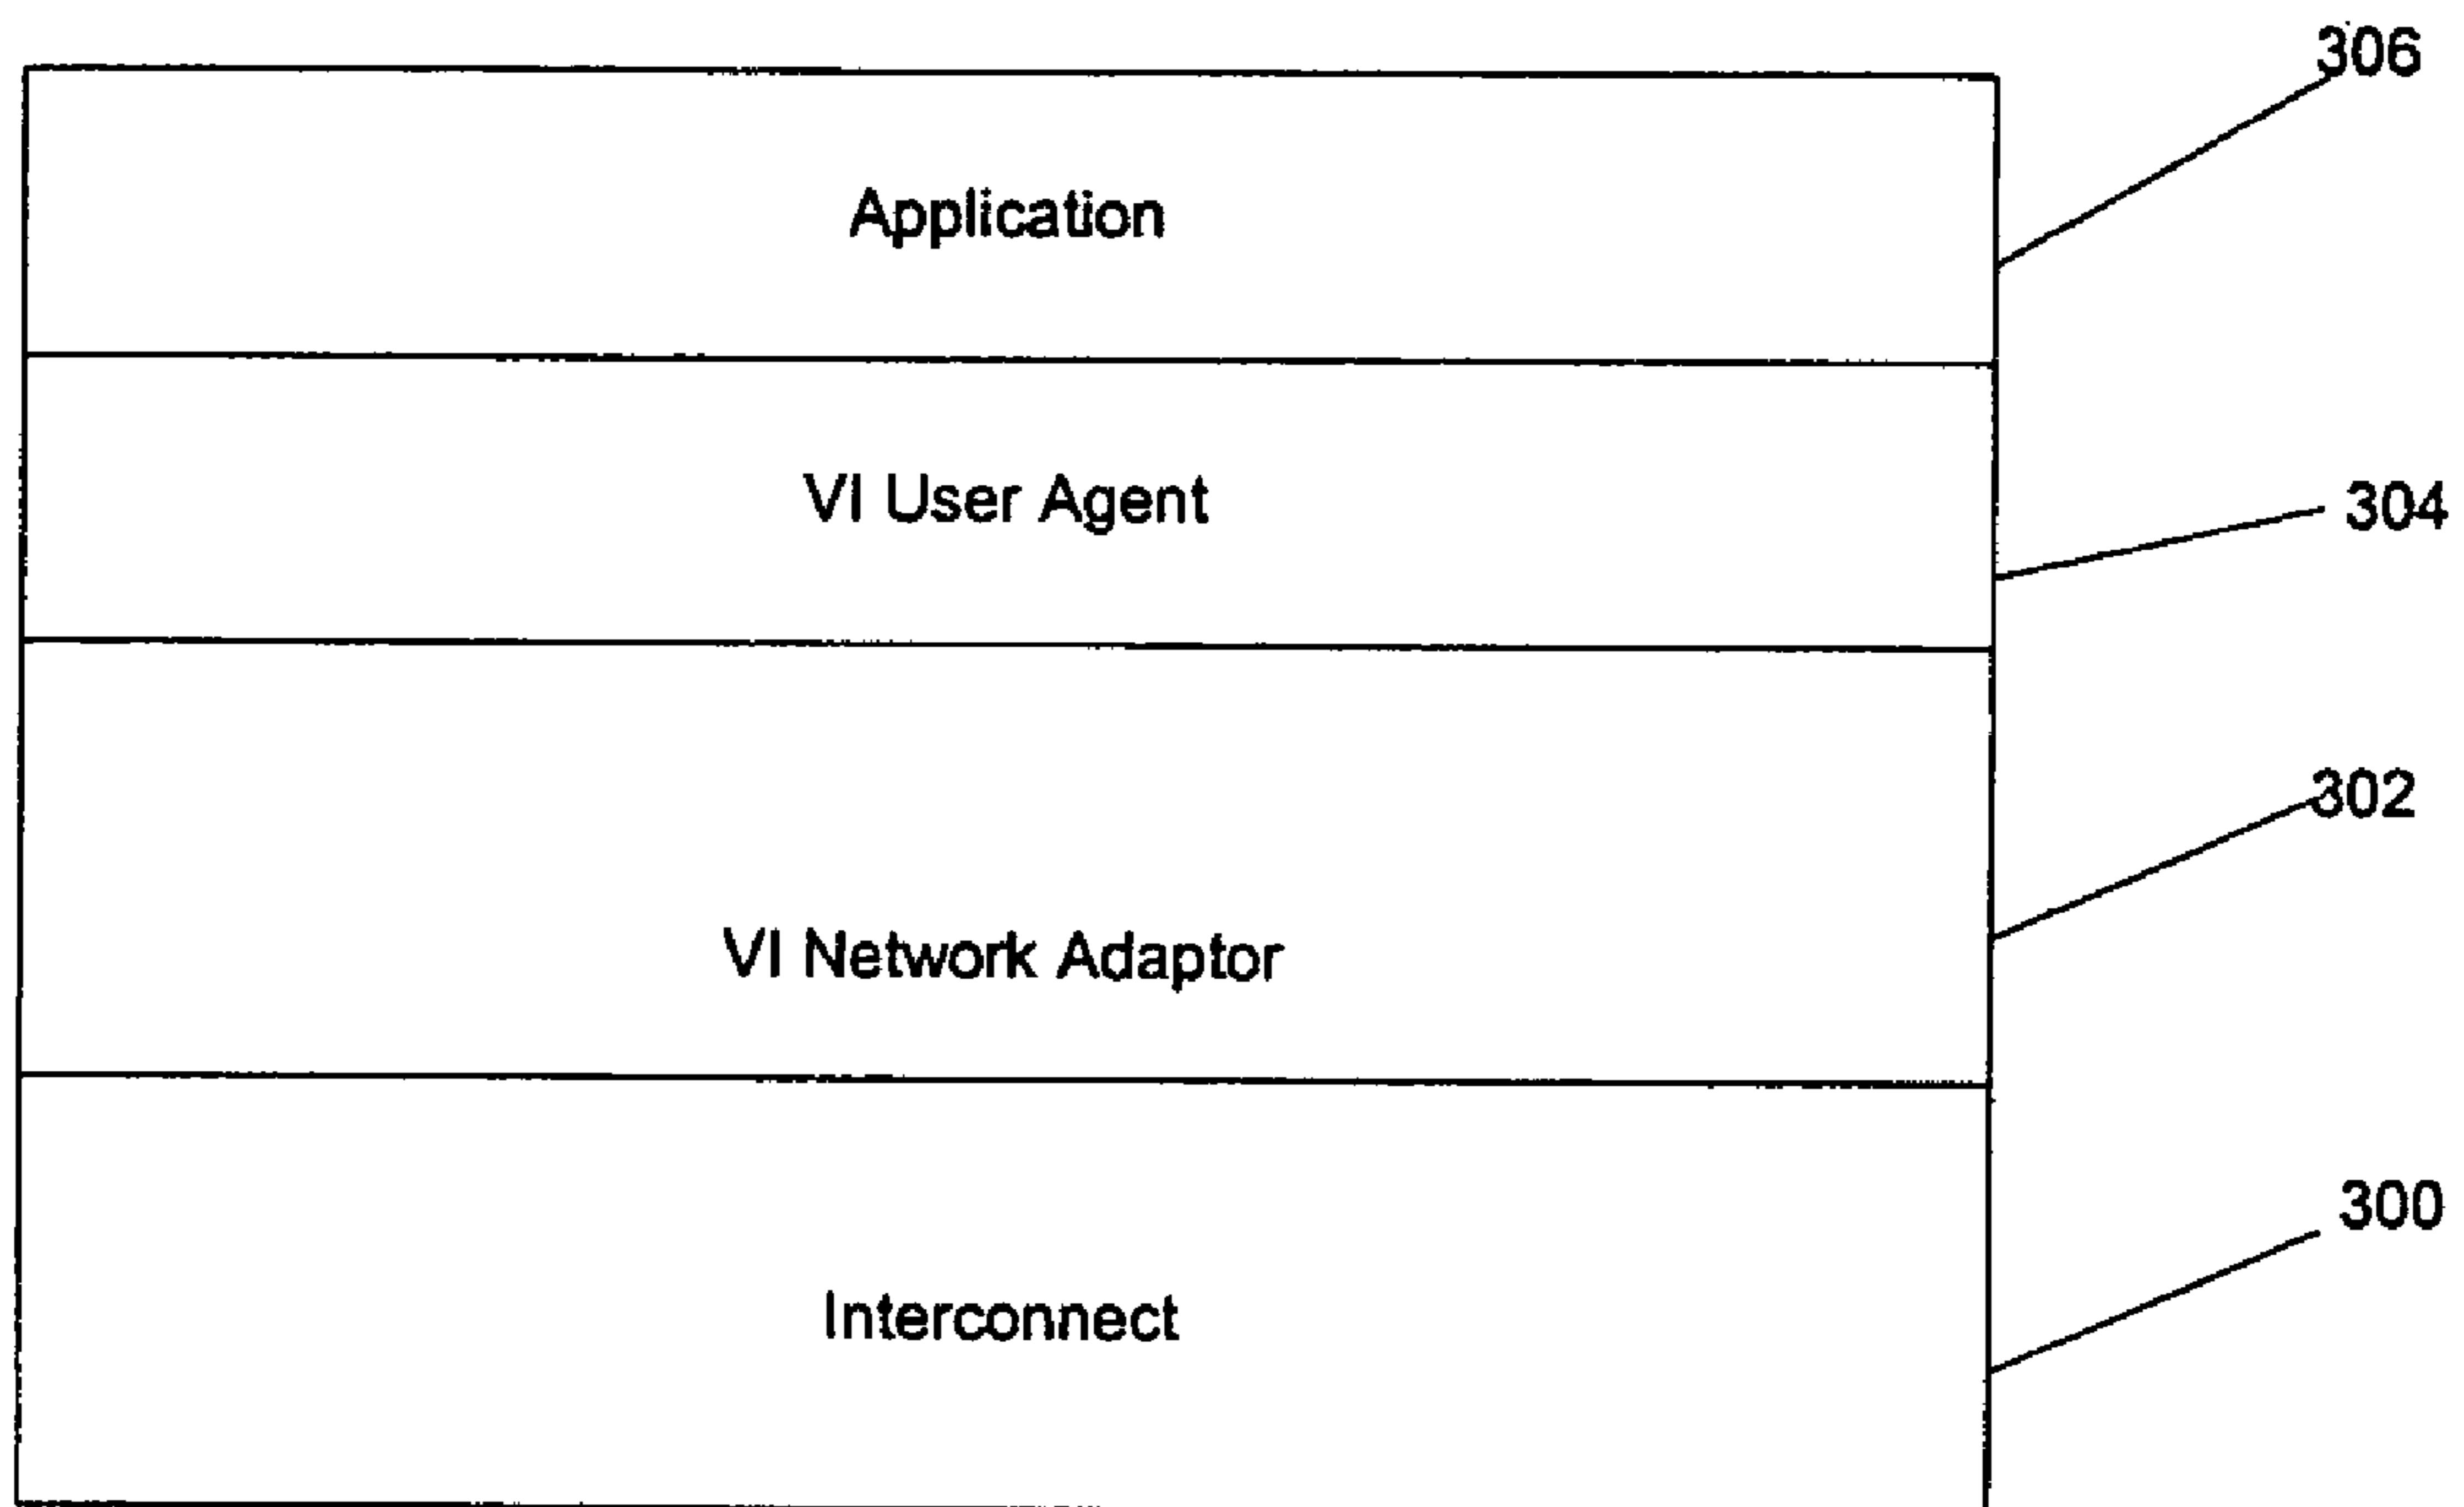 306
Application
VI User Agent
304
302
VI Network Adaptor
300
Interconnect